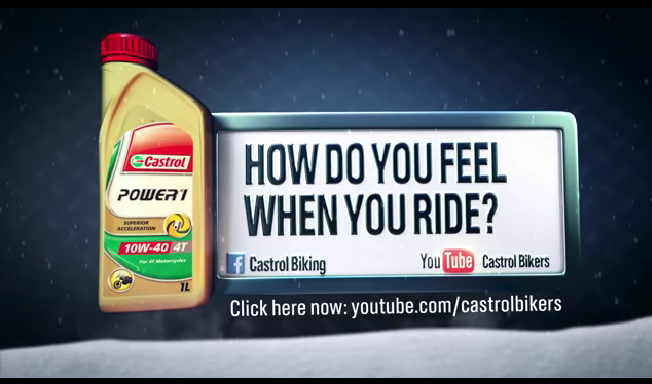 Castrol
POWER1
SUPERIOR
ACCELERATION
10W-40 4T
For 4T Motorcycles
1L
HOW DO YOU FEEL
WHEN YOU RIDE?
f Castrol Biking
YouTube Castrol Bikers
Click here now: youtube.com/castrolbikers